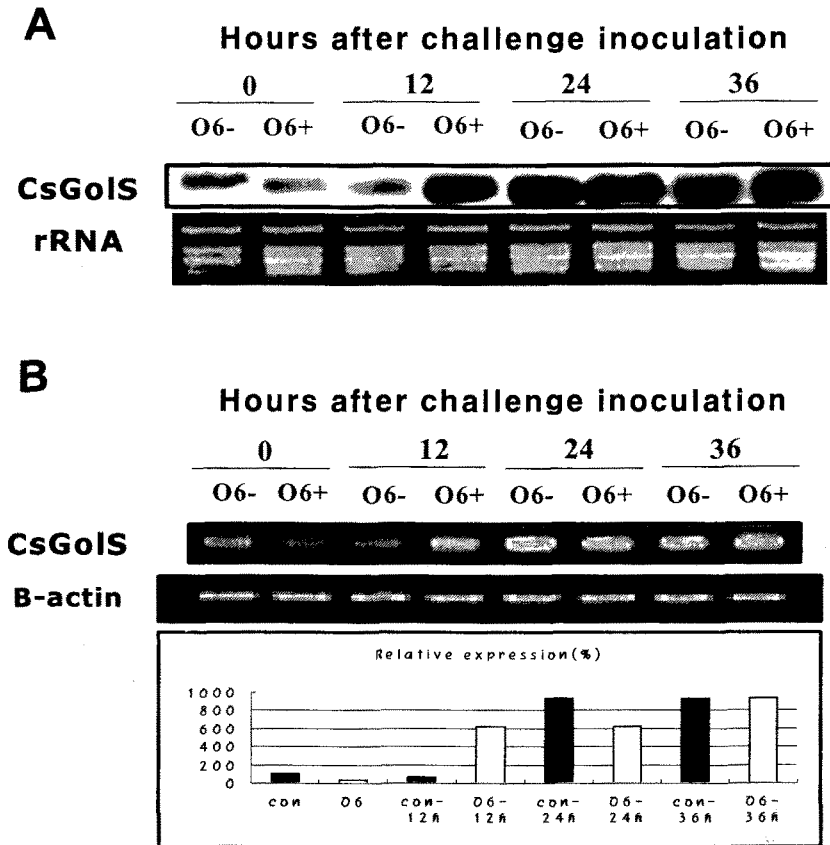 A
Hours after challenge inoculation
0 12 24 36
O6- O6+ O6- O6+ O6- O6+ O6- O6+
CsGolS
rRNA
B
Hours after challenge inoculation
0 12 24 36
O6- O6+ O6- O6+ O6- O6+ O6- O6+
CsGolS
B-actin
Relative expression(%)
1000
800
600
400
200
0
con O6 con-12h O6-12h con-24h O6-24h con-36h O6-36h